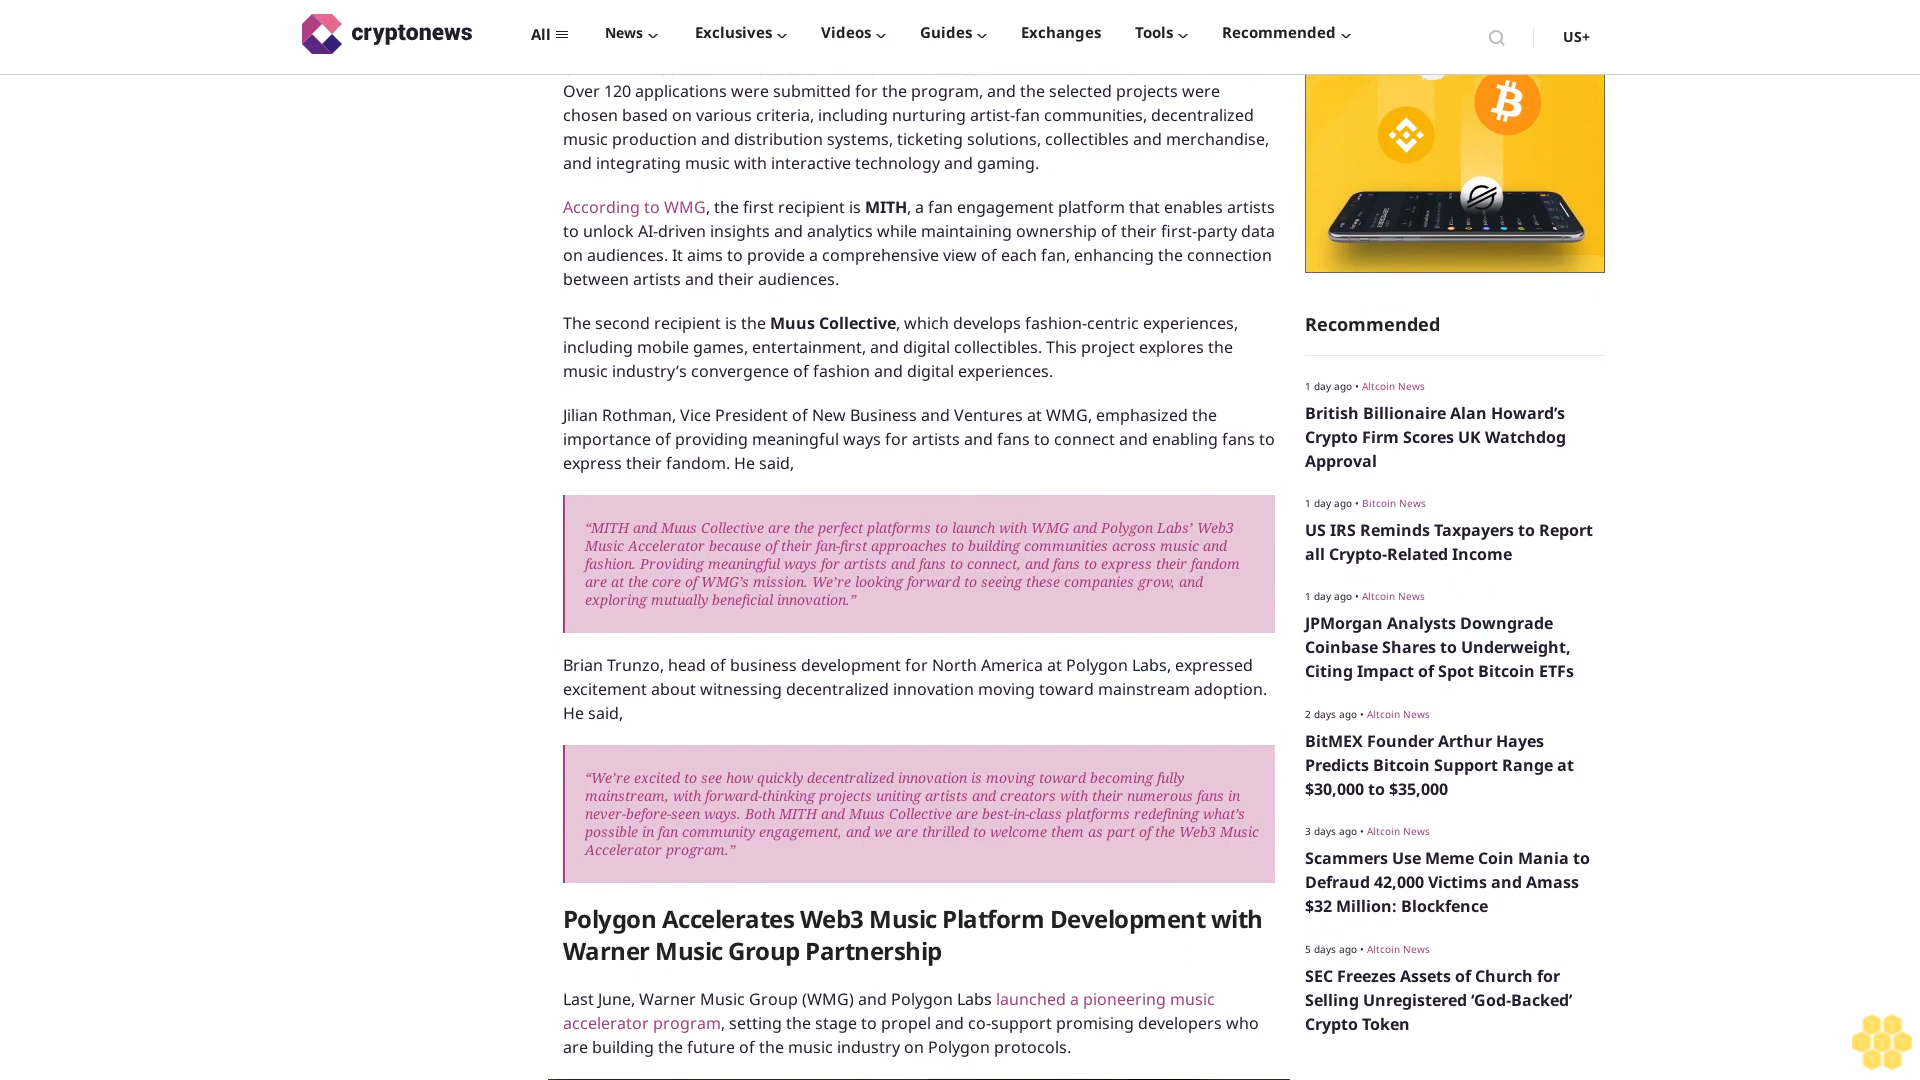 cryptonews
All
News
Exclusives
Videos
Guides
Exchanges
Tools
Recommended
US+
Over 120 applications were submitted for the program, and the selected projects were
chosen based on various criteria, including nurturing artist-fan communities, decentralized
music production and distribution systems, ticketing solutions, collectibles and merchandise,
and integrating music with interactive technology and gaming.
According to WMG, the first recipient is MITH, a fan engagement platform that enables artists
to unlock AI-driven insights and analytics while maintaining ownership of their first-party data
on audiences. It aims to provide a comprehensive view of each fan, enhancing the connection
between artists and their audiences.
The second recipient is the Muus Collective, which develops fashion-centric experiences,
including mobile games, entertainment, and digital collectibles. This project explores the
music industry’s convergence of fashion and digital experiences.
Jilian Rothman, Vice President of New Business and Ventures at WMG, emphasized the
importance of providing meaningful ways for artists and fans to connect and enabling fans to
express their fandom. He said,
“MITH and Muus Collective are the perfect platforms to launch with WMG and Polygon Labs’ Web3
Music Accelerator because of their fan-first approaches to building communities across music and
fashion. Providing meaningful ways for artists and fans to connect, and fans to express their fandom
are at the core of WMG’s mission. We’re looking forward to seeing these companies grow, and
exploring mutually beneficial innovation.”
Brian Trunzo, head of business development for North America at Polygon Labs, expressed
excitement about witnessing decentralized innovation moving toward mainstream adoption.
He said,
“We’re excited to see how quickly decentralized innovation is moving toward becoming fully
mainstream, with forward-thinking projects uniting artists and creators with their numerous fans in
never-before-seen ways. Both MITH and Muus Collective are best-in-class platforms redefining what’s
possible in fan community engagement, and we are thrilled to welcome them as part of the Web3 Music
Accelerator program.”
Polygon Accelerates Web3 Music Platform Development with
Warner Music Group Partnership
Last June, Warner Music Group (WMG) and Polygon Labs launched a pioneering music
accelerator program, setting the stage to propel and co-support promising developers who
are building the future of the music industry on Polygon protocols.
Recommended
1 day ago • Altcoin News
British Billionaire Alan Howard’s
Crypto Firm Scores UK Watchdog
Approval
1 day ago • Bitcoin News
US IRS Reminds Taxpayers to Report
all Crypto-Related Income
1 day ago • Altcoin News
JPMorgan Analysts Downgrade
Coinbase Shares to Underweight,
Citing Impact of Spot Bitcoin ETFs
2 days ago • Altcoin News
BitMEX Founder Arthur Hayes
Predicts Bitcoin Support Range at
$30,000 to $35,000
3 days ago • Altcoin News
Scammers Use Meme Coin Mania to
Defraud 42,000 Victims and Amass
$32 Million: Blockfence
5 days ago • Altcoin News
SEC Freezes Assets of Church for
Selling Unregistered ‘God-Backed’
Crypto Token